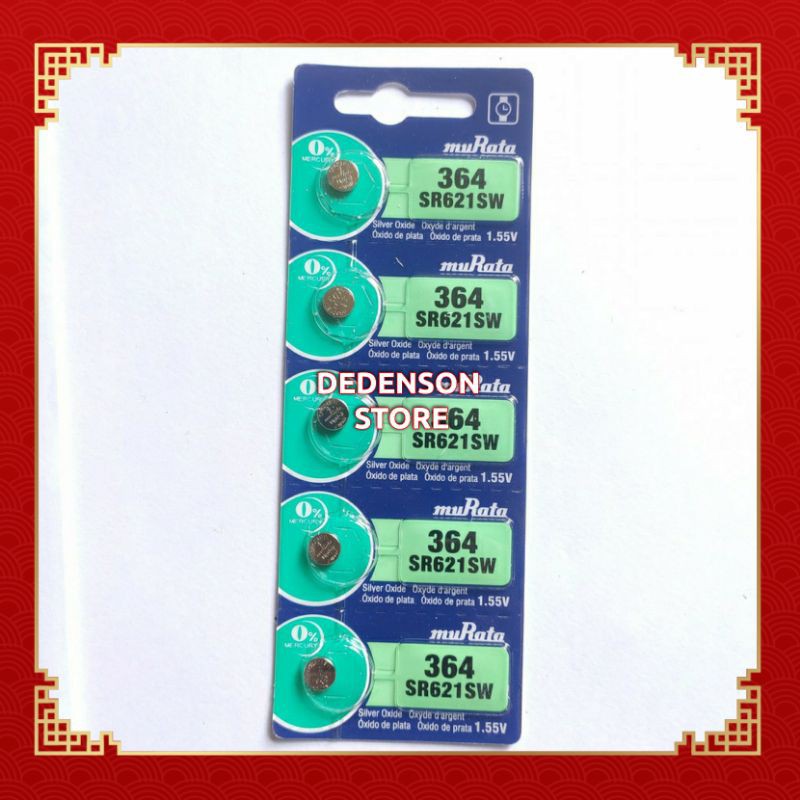 muRata
0%
MERCURY
364
SR621SW
Silver Oxide Oxyde d'argent
Óxido de plata Óxido de prata 1.55V
muRata
0%
MERCURY
364
SR621SW
Silver Oxide Oxyde d'argent
Óxido de plata Óxido de prata 1.55V
muRata
0%
DEDENSON
STORE
364
SR621SW
Silver Oxide Oxyde d'argent
Óxido de plata Óxido de prata 1.55V
muRata
0%
MERCURY
364
SR621SW
Silver Oxide Oxyde d'argent
Óxido de plata Óxido de prata 1.55V
muRata
0%
MERCURY
364
SR621SW
Silver Oxide Oxyde d'argent
Óxido de plata Óxido de prata 1.55V